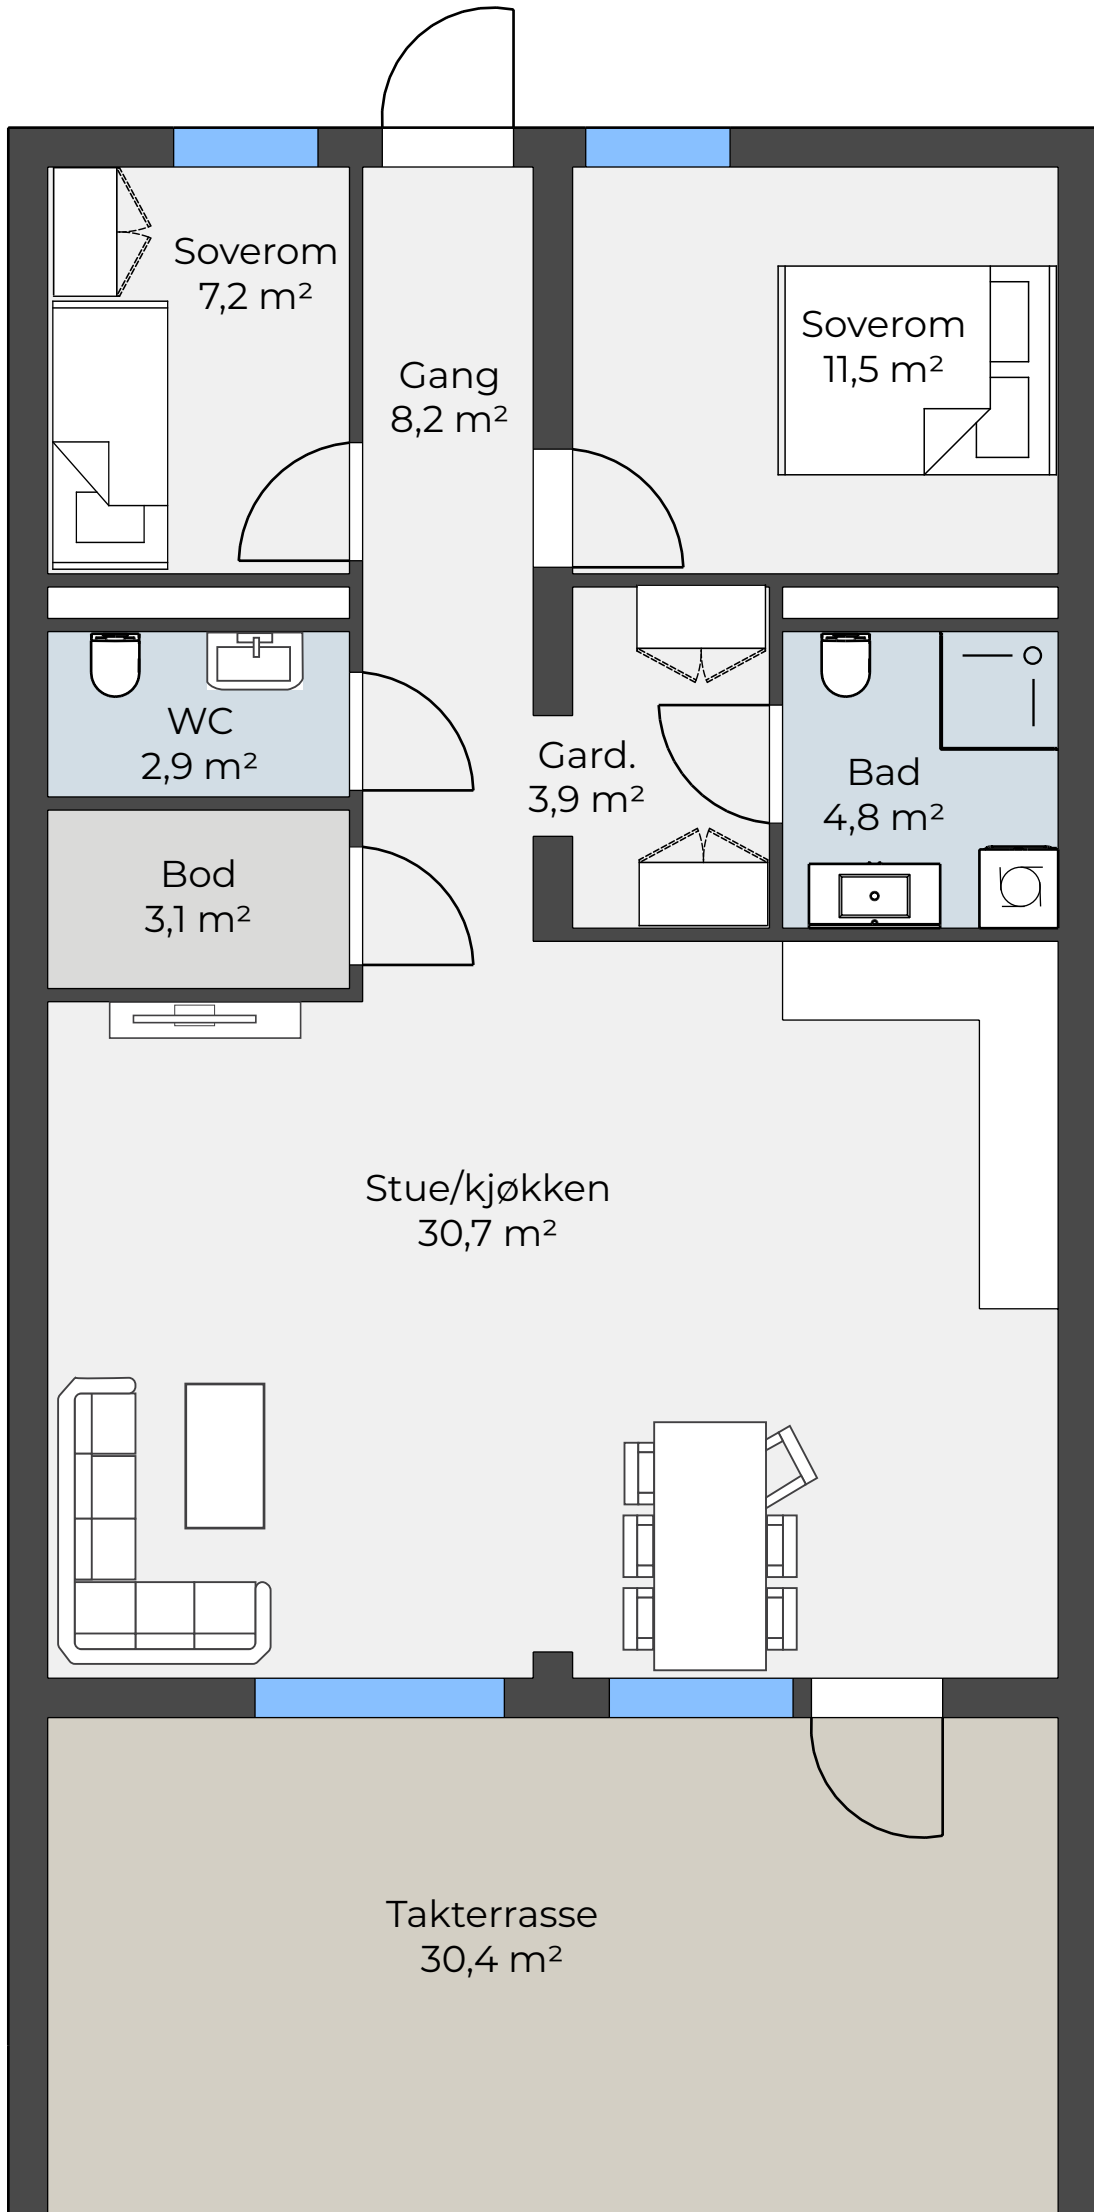 Soverom
7,2 m²
Soverom
11,5 m²
Gang
8,2 m²
WC
2,9 m²
Gard.
3,9 m²
Bad
4,8 m²
Bod
3,1 m²
Stue/kjøkken
30,7 m²
Takterrasse
30,4 m²